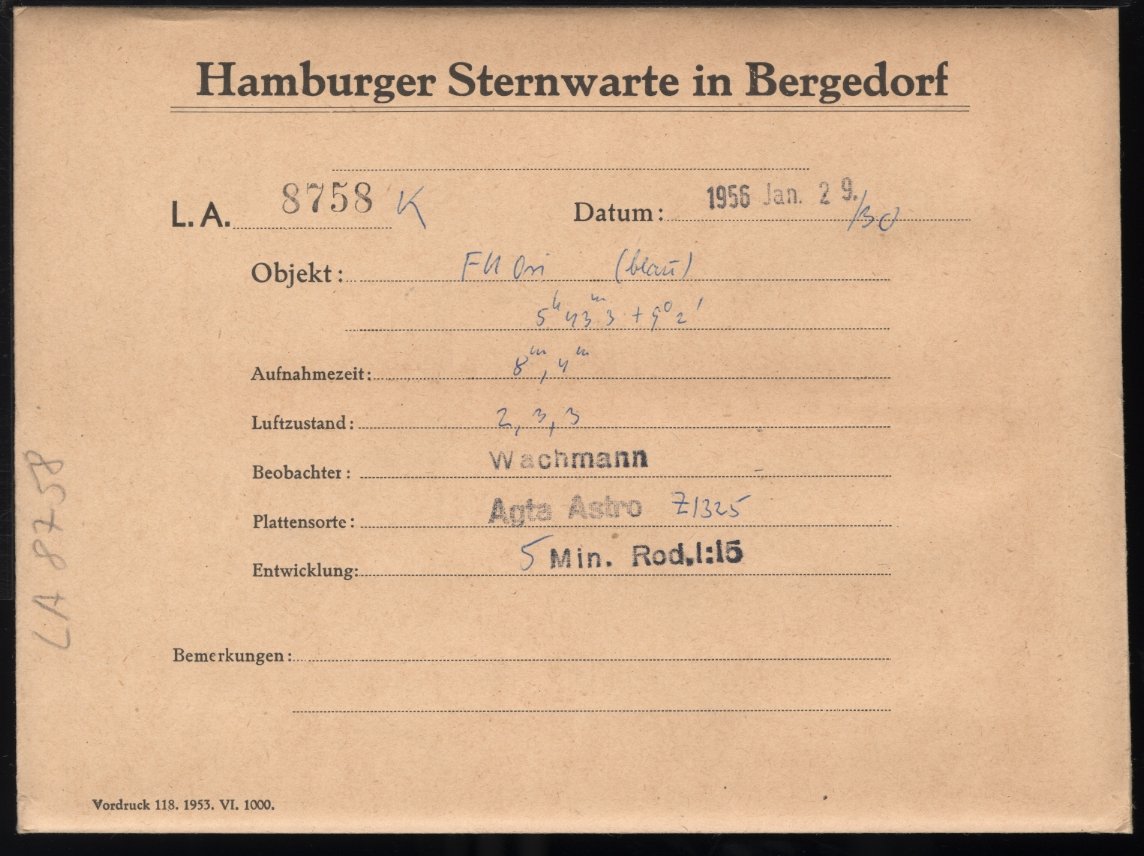 Hamburger Sternwarte in Bergedorf
L. A. 8758 K
Datum: 1956 Jan. 29./30
Objekt: FU Ori (blau)
5h 43m3 + 9° 2'
Aufnahmezeit: 8m, 4m
Luftzustand: 2, 3, 3
Beobachter: Wachmann
Plattensorte: Agfa Astro Z1325
Entwicklung: 5 Min. Rod. 1:15
Bemerkungen:
Vordruck 118. 1953. VI. 1000.
LA 8758